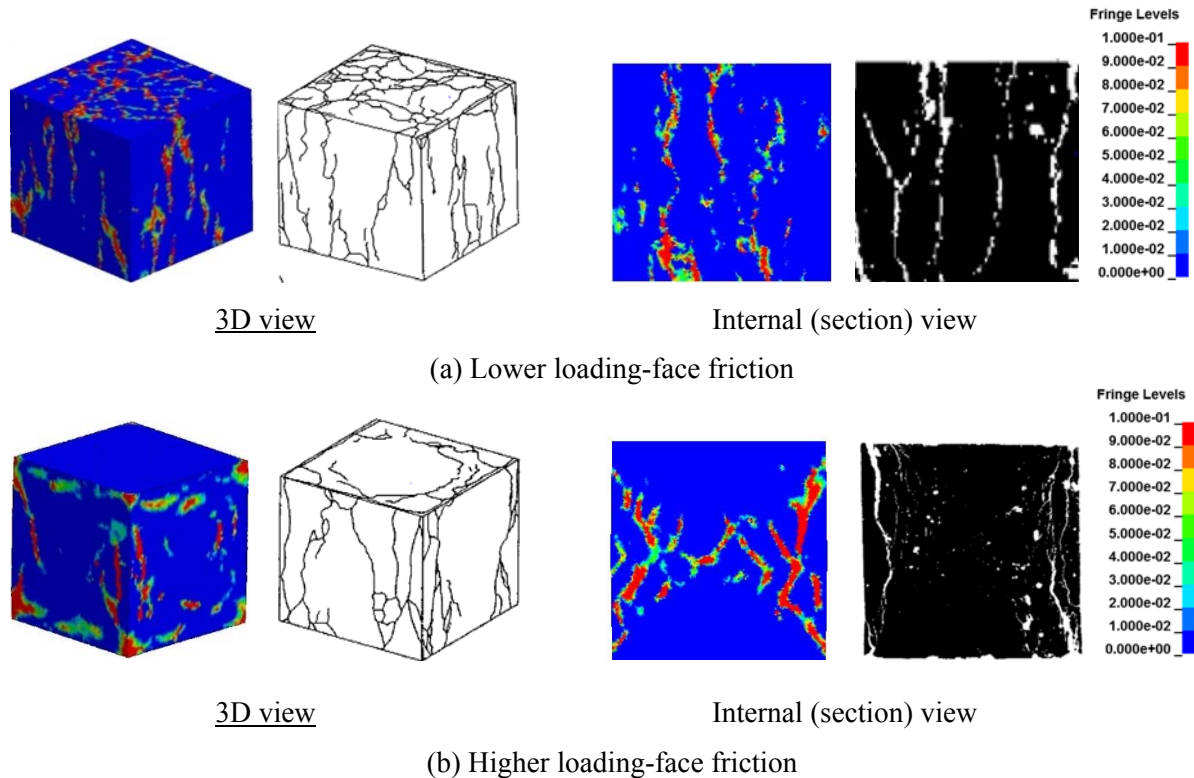 Fringe Levels
1.000e-01
9.000e-02
8.000e-02
7.000e-02
6.000e-02
5.000e-02
4.000e-02
3.000e-02
2.000e-02
1.000e-02
0.000e+00
3D view
Internal (section) view
(a) Lower loading-face friction
Fringe Levels
1.000e-01
9.000e-02
8.000e-02
7.000e-02
6.000e-02
5.000e-02
4.000e-02
3.000e-02
2.000e-02
1.000e-02
0.000e+00
3D view
Internal (section) view
(b) Higher loading-face friction